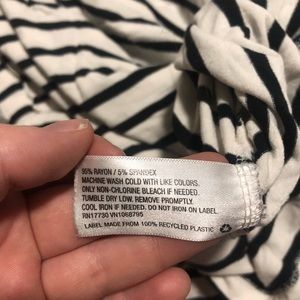 95% RAYON / 5% SPANDEX
MACHINE WASH COLD WITH LIKE COLORS.
ONLY NON-CHLORINE BLEACH IF NEEDED.
TUMBLE DRY LOW. REMOVE PROMPTLY.
COOL IRON IF NEEDED. DO NOT IRON ON LABEL.
RN17730 VN1068795
LABEL MADE FROM 100% RECYCLED PLASTIC